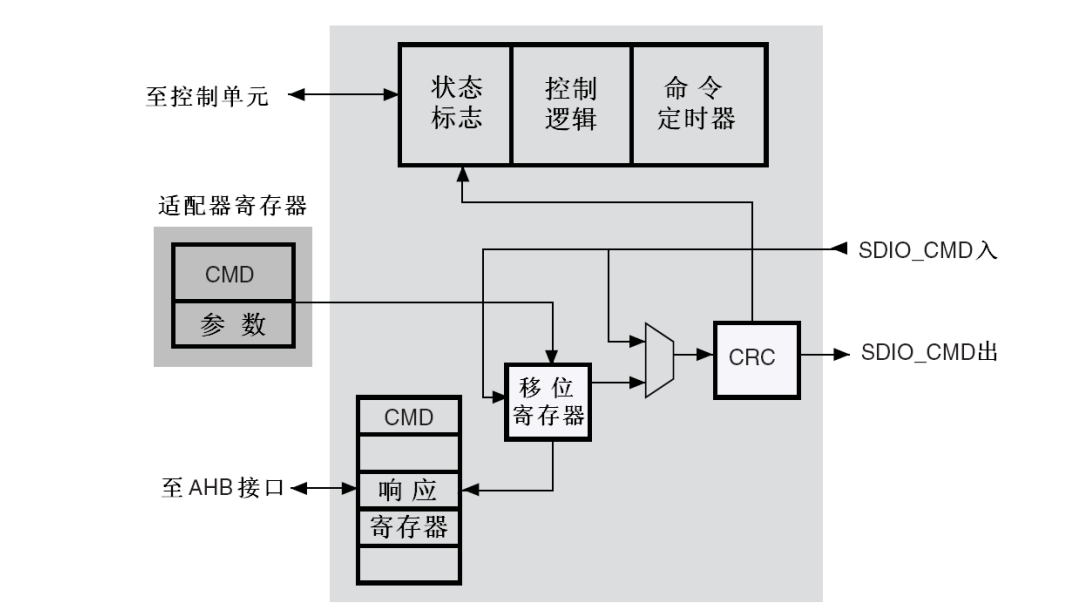 状态
标志
控制
逻辑
命令
定时器
至控制单元
适配器寄存器
CMD
参数
SDIO_CMD入
SDIO_CMD出
CRC
移位
寄存器
CMD
响应
寄存器
至AHB接口